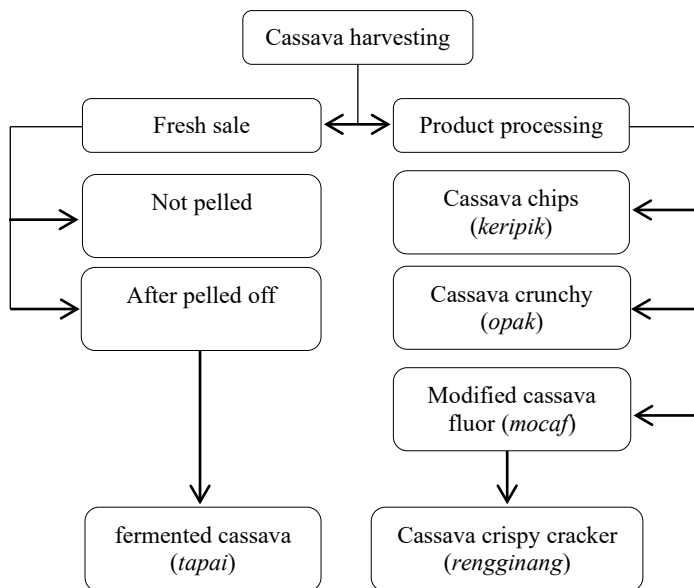 Cassava harvesting
Fresh sale
Product processing
Not pelled
Cassava chips
(keripik)
After pelled off
Cassava crunchy
(opak)
Modified cassava
fluor (mocaf)
fermented cassava
(tapai)
Cassava crispy cracker
(rengginang)